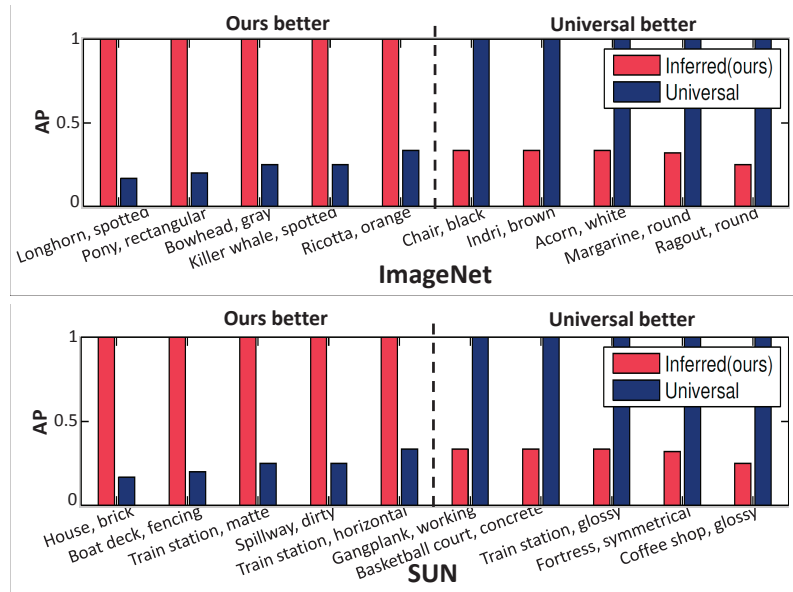 Ours better
Universal better
1
0.5
0
AP
Inferred(ours)
Universal
Longhorn, spotted
Pony, rectangular
Bowhead, gray
Killer whale, spotted
Ricotta, orange
Chair, black
Indri, brown
Acorn, white
Margarine, round
Ragout, round
ImageNet
Ours better
Universal better
1
0.5
0
AP
Inferred(ours)
Universal
House, brick
Boat deck, fencing
Train station, matte
Spillway, dirty
Train station, horizontal
Gangplank, working
Basketball court, concrete
Train station, glossy
Fortress, symmetrical
Coffee shop, glossy
SUN